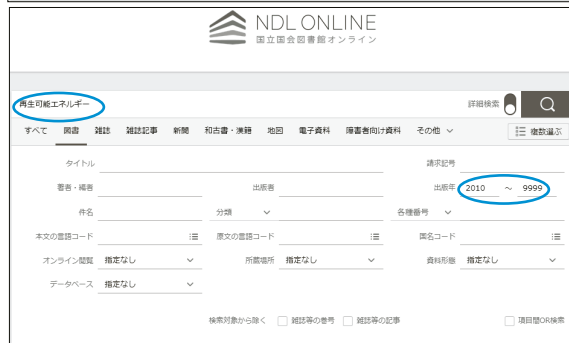 NDL ONLINE
国立国会図書館オンライン
再生可能エネルギー 詳細検索
すべて 図書 雑誌 雑誌記事 新聞 和古書・漢籍 地図 電子資料 障害者向け資料 その他 複数選ぶ
タイトル 請求記号
著者・編者 出版者 出版年 2010 ～ 9999
件名 分類 各種番号
本文の言語コード 原文の言語コード 国名コード
オンライン閲覧 指定なし 所蔵場所 指定なし 資料形態 指定なし
データベース 指定なし
検索対象から除く 雑誌等の巻号 雑誌等の記事 項目間OR検索